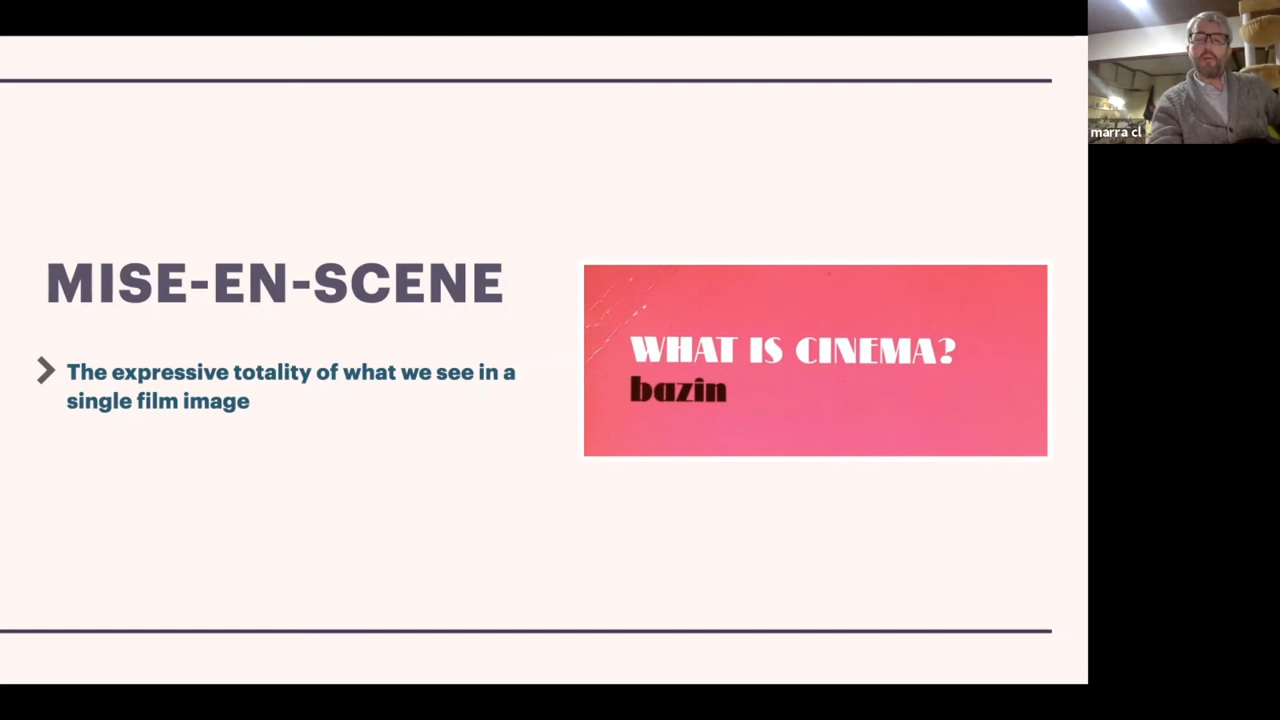 MISE-EN-SCENE
The expressive totality of what we see in a
single film image
WHAT IS CINEMA?
bazin
marra cl